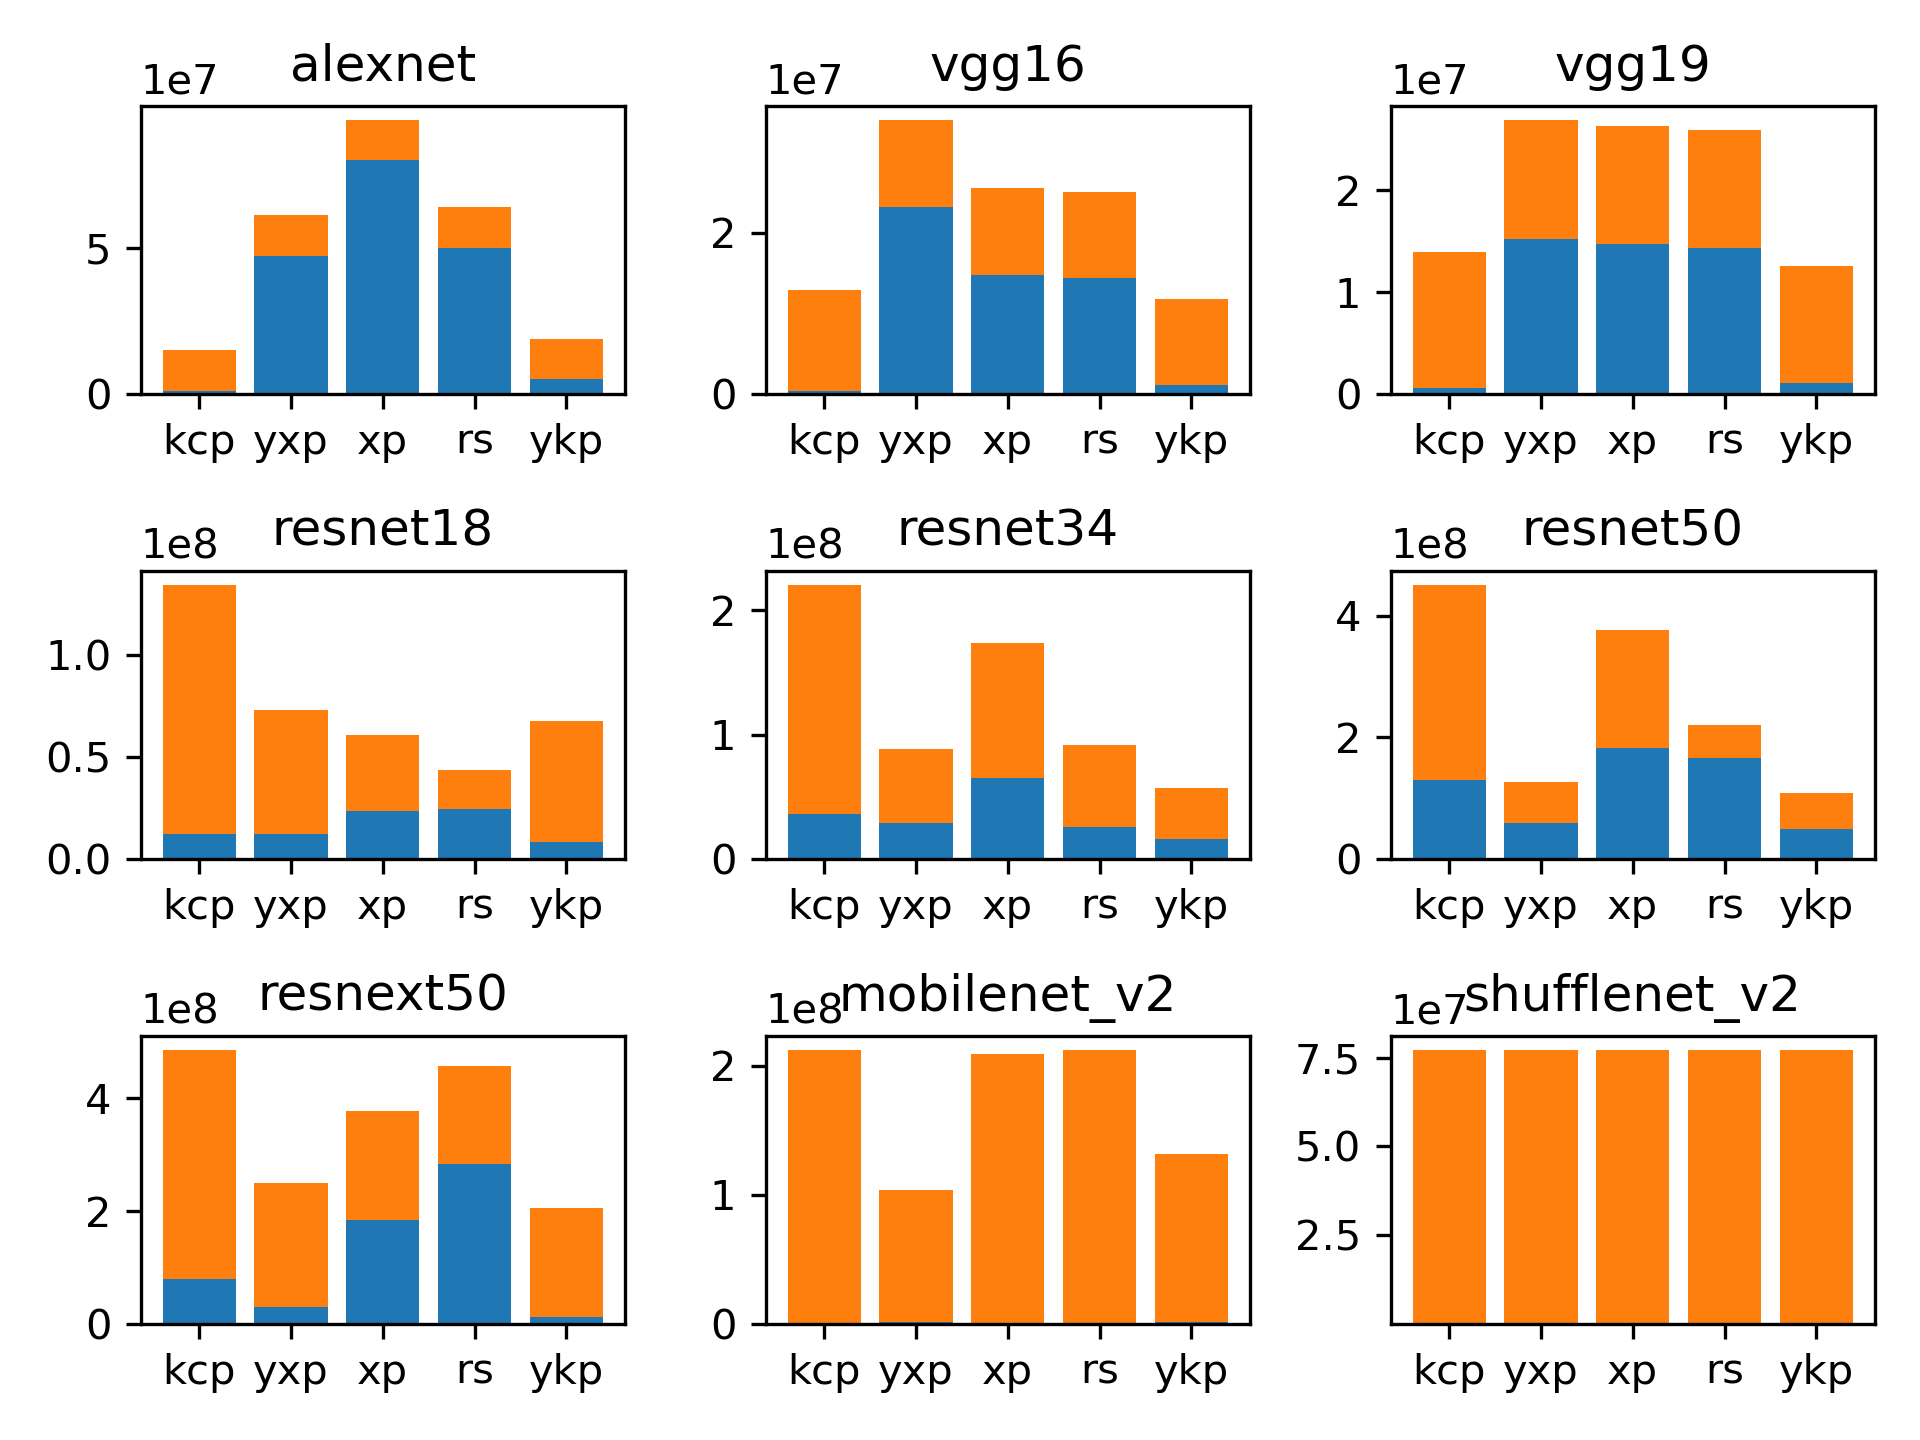 alexnet
1e7
5
0
kcp yxp xp rs ykp
vgg16
1e7
2
0
kcp yxp xp rs ykp
vgg19
1e7
2
1
0
kcp yxp xp rs ykp
resnet18
1e8
1.0
0.5
0.0
kcp yxp xp rs ykp
resnet34
1e8
2
1
0
kcp yxp xp rs ykp
resnet50
1e8
4
2
0
kcp yxp xp rs ykp
resnext50
1e8
4
2
0
kcp yxp xp rs ykp
mobilenet_v2
1e8
2
1
0
kcp yxp xp rs ykp
shufflenet_v2
1e7
7.5
5.0
2.5
kcp yxp xp rs ykp